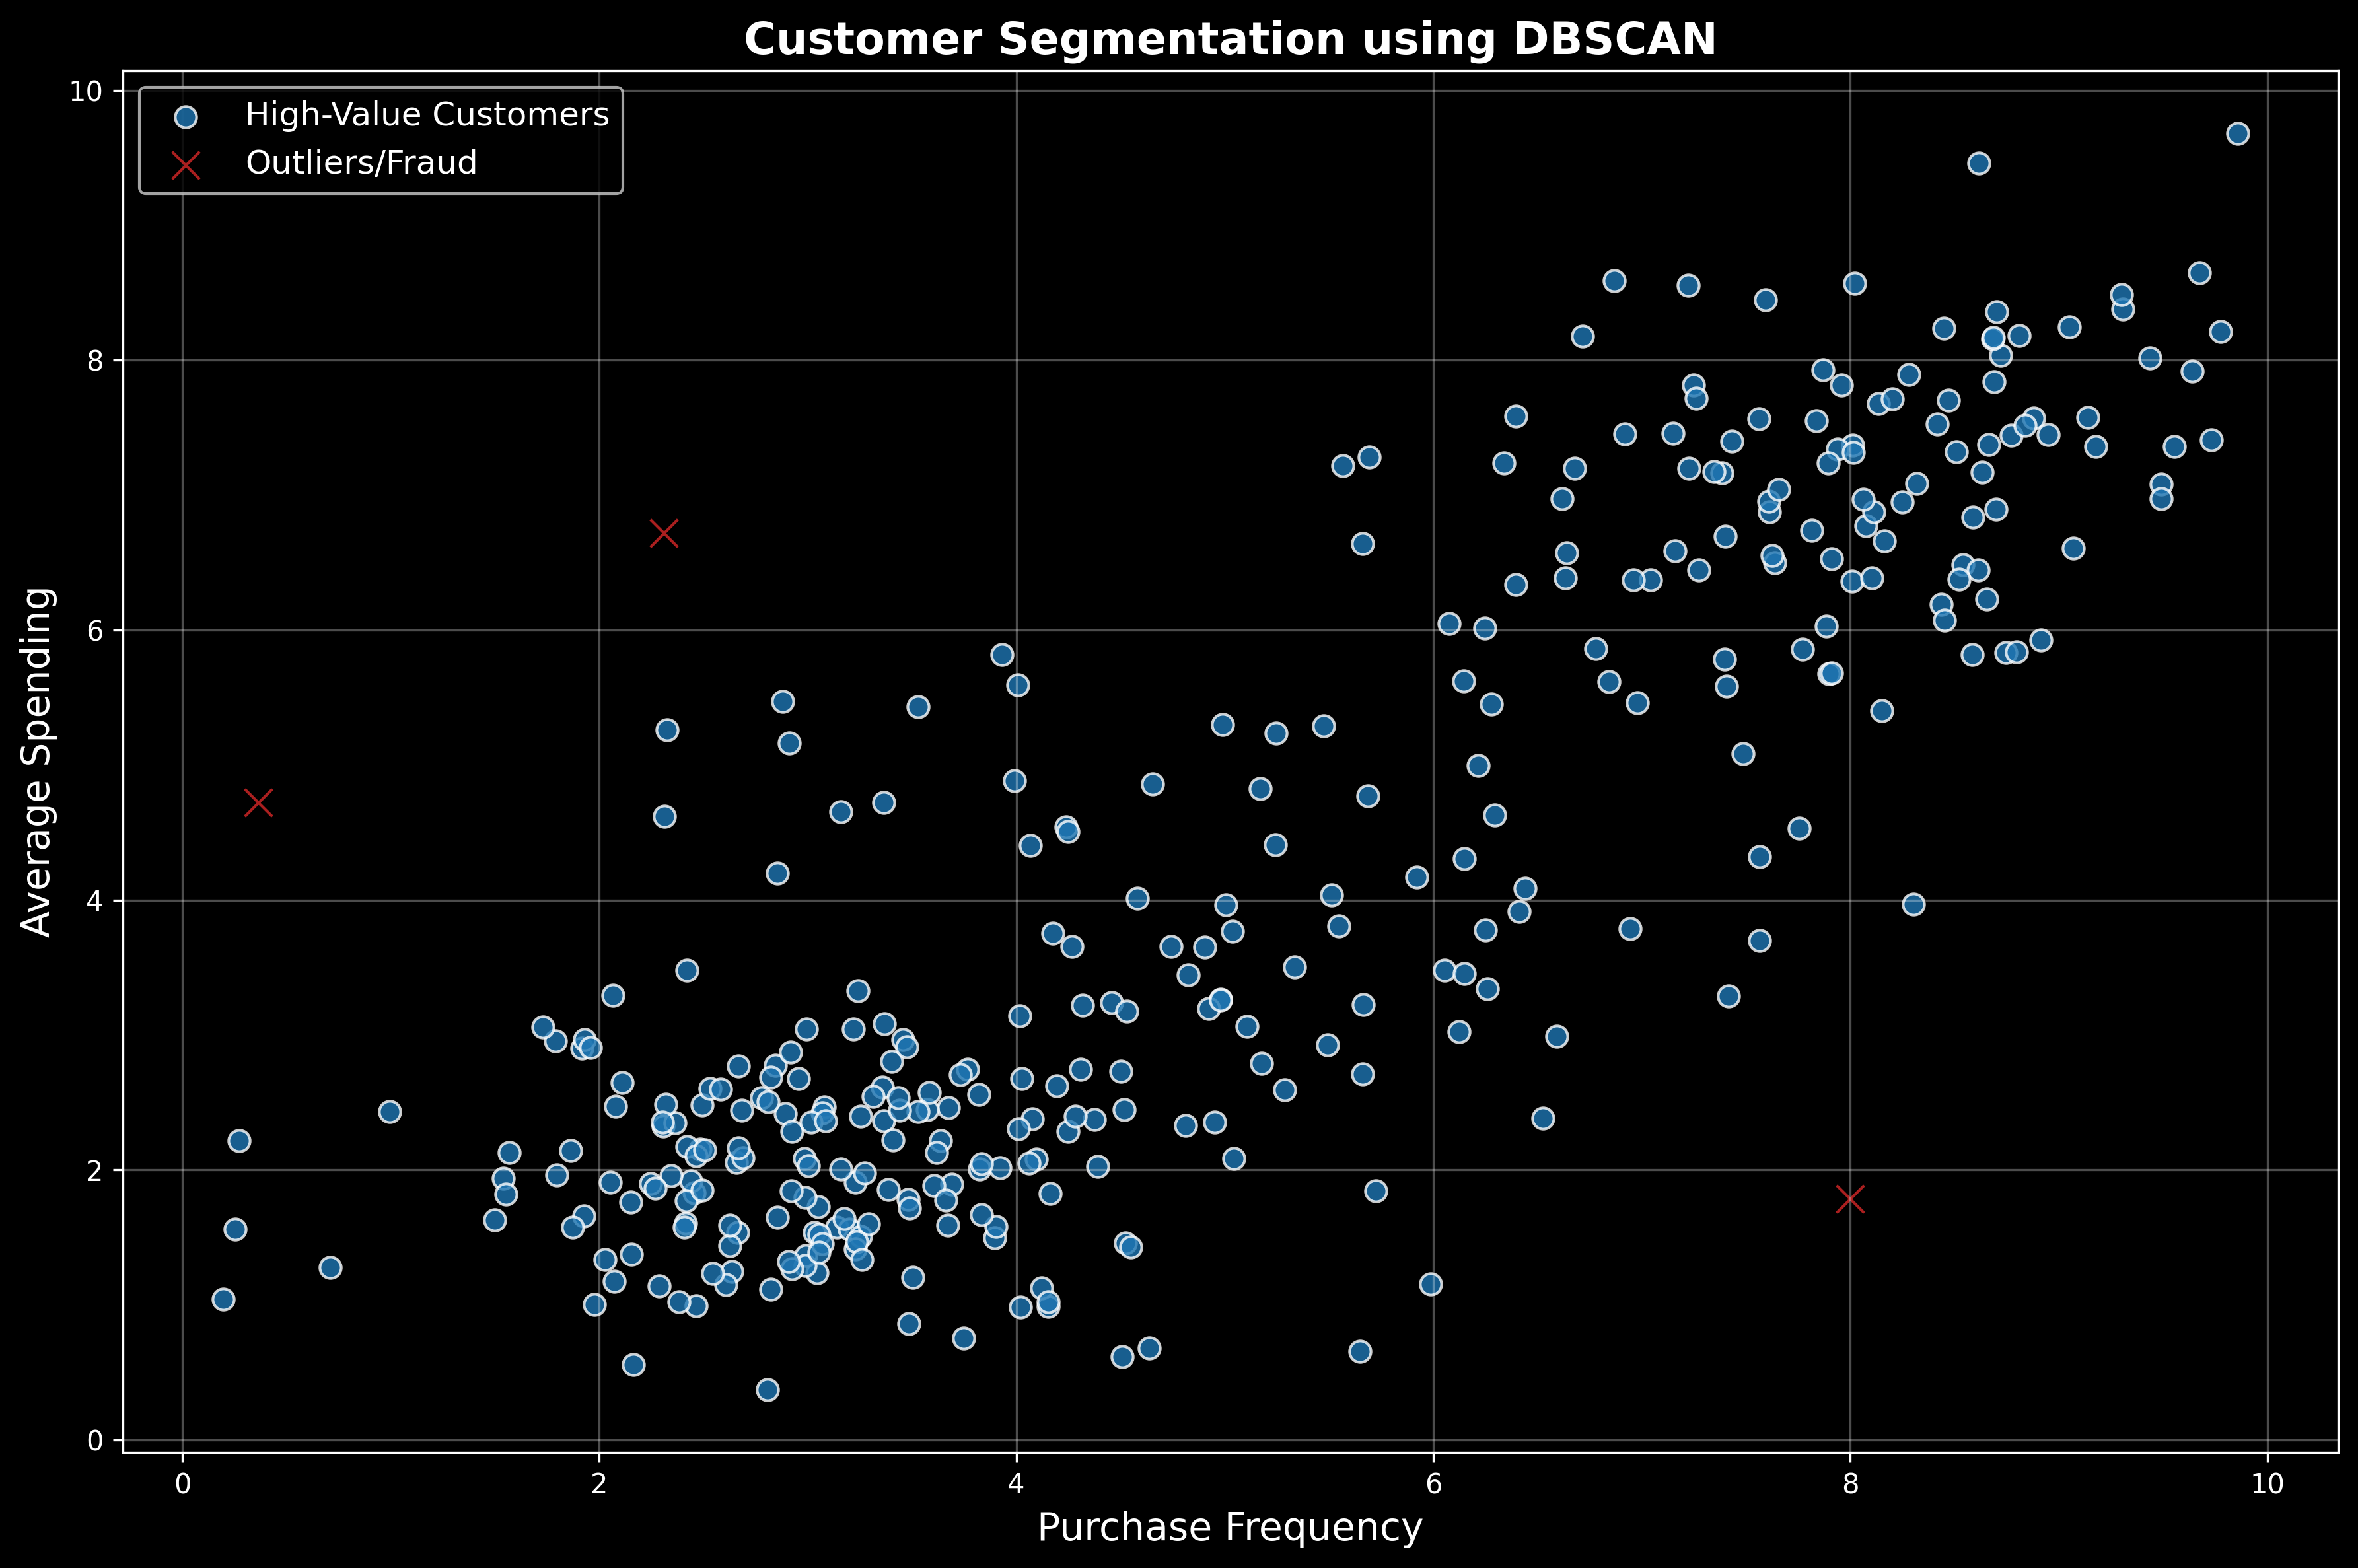 Customer Segmentation using DBSCAN
High-Value Customers
Outliers/Fraud
10
8
6
4
2
0
Average Spending
0 2 4 6 8 10
Purchase Frequency